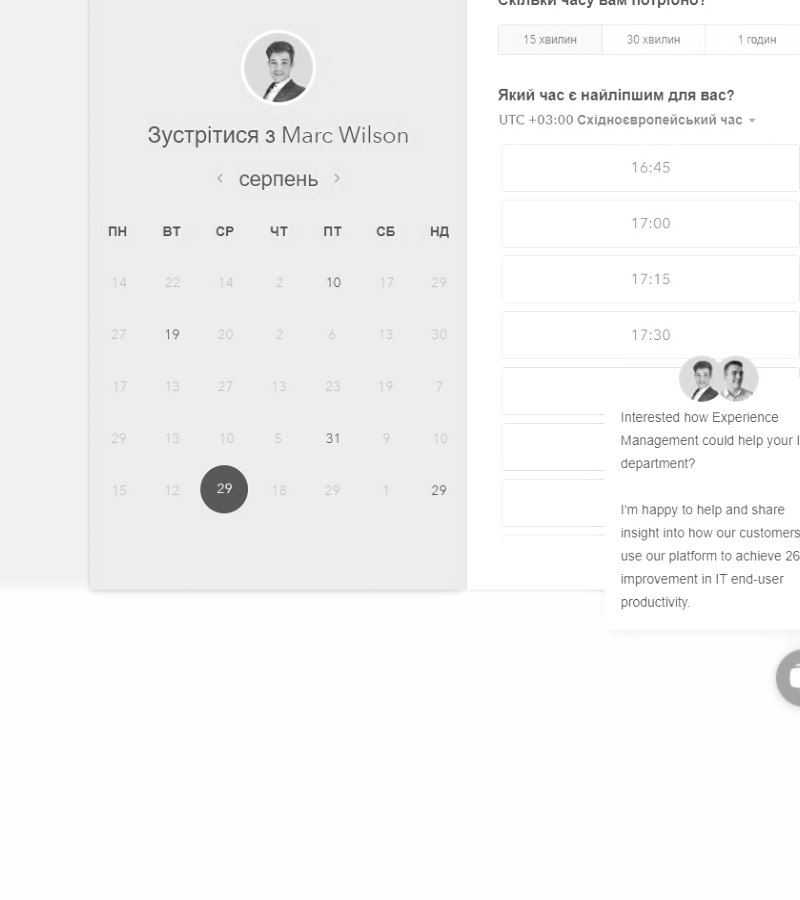 Скільки часу вам потрібно?
15 хвилин 30 хвилин 1 годин
Який час є найліпшим для вас?
UTC +03:00 Східноєвропейський час
16:45
17:00
17:15
17:30
Зустрітися з Marc Wilson
серпень
ПН ВТ СР ЧТ ПТ СБ НД
14 22 14 2 10 17 29
27 19 20 2 6 13 30
17 13 27 13 23 19 7
29 13 10 5 31 9 10
15 12 29 18 29 1 29
Interested how Experience
Management could help your I
department?
I'm happy to help and share
insight into how our customers
use our platform to achieve 26
improvement in IT end-user
productivity.